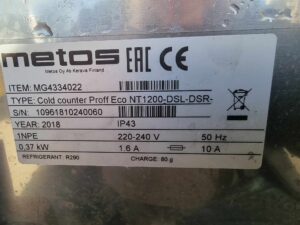 metos EAC CE
Metos Oy Ab Kerava Finland
ITEM: MG4334022
TYPE: Cold counter Proff Eco NT1200-DSL-DSR-
S/N: 10961810240060
YEAR: 2018 IP43
1NPE 220-240 V 50 Hz
0,37 kW 1.6 A 10 A
REFRIGERANT R290 CHARGE: 80 g